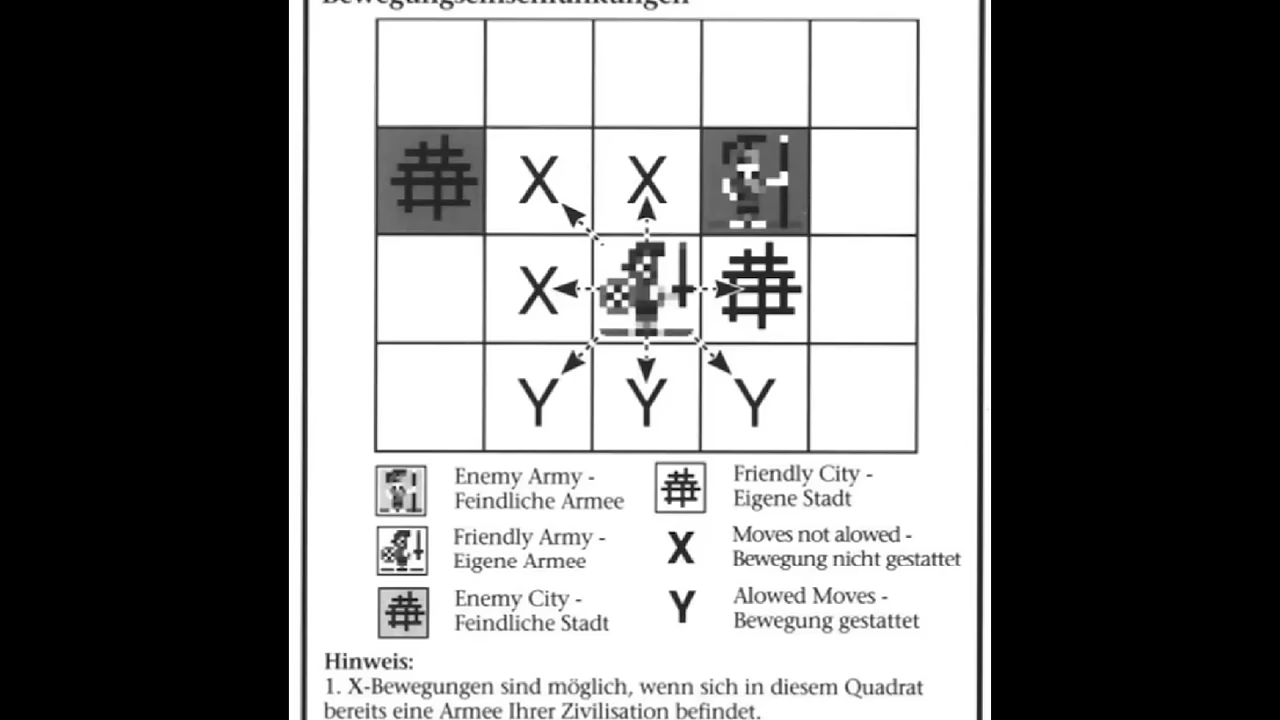 Bewegungseinschränkungen
X X
X
Y Y Y
Enemy Army -
Feindliche Armee
Friendly City -
Eigene Stadt
Friendly Army -
Eigene Armee
X
Moves not alowed -
Bewegung nicht gestattet
Enemy City -
Feindliche Stadt
Y
Alowed Moves -
Bewegung gestattet
Hinweis:
1. X-Bewegungen sind möglich, wenn sich in diesem Quadrat
bereits eine Armee Ihrer Zivilisation befindet.